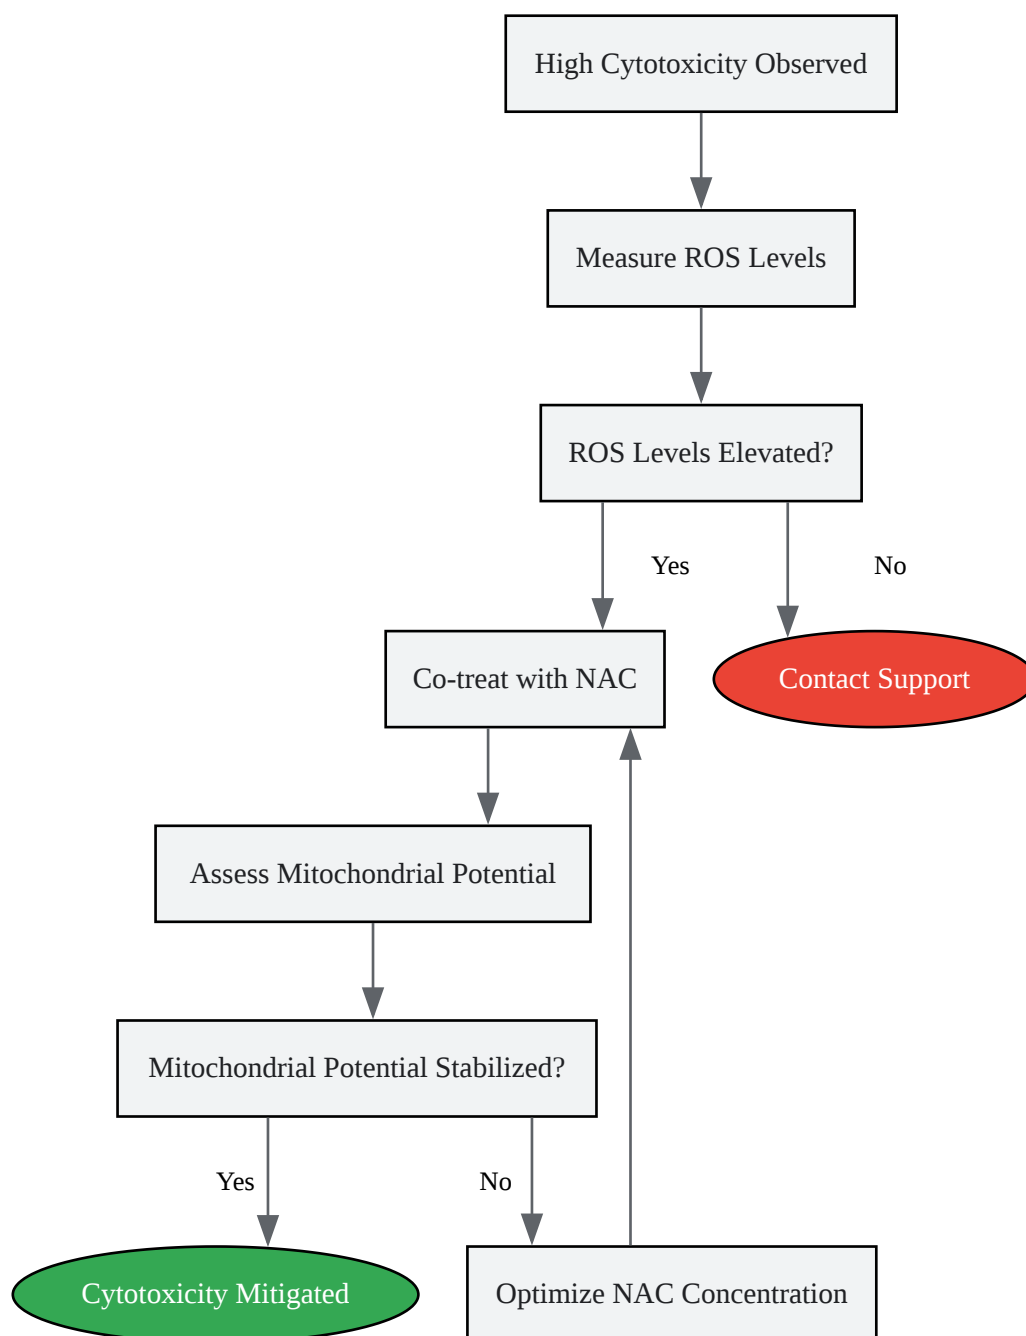 High Cytotoxicity Observed
Measure ROS Levels
ROS Levels Elevated?
Yes
No
Co-treat with NAC
Contact Support
Assess Mitochondrial Potential
Mitochondrial Potential Stabilized?
Yes
No
Cytotoxicity Mitigated
Optimize NAC Concentration